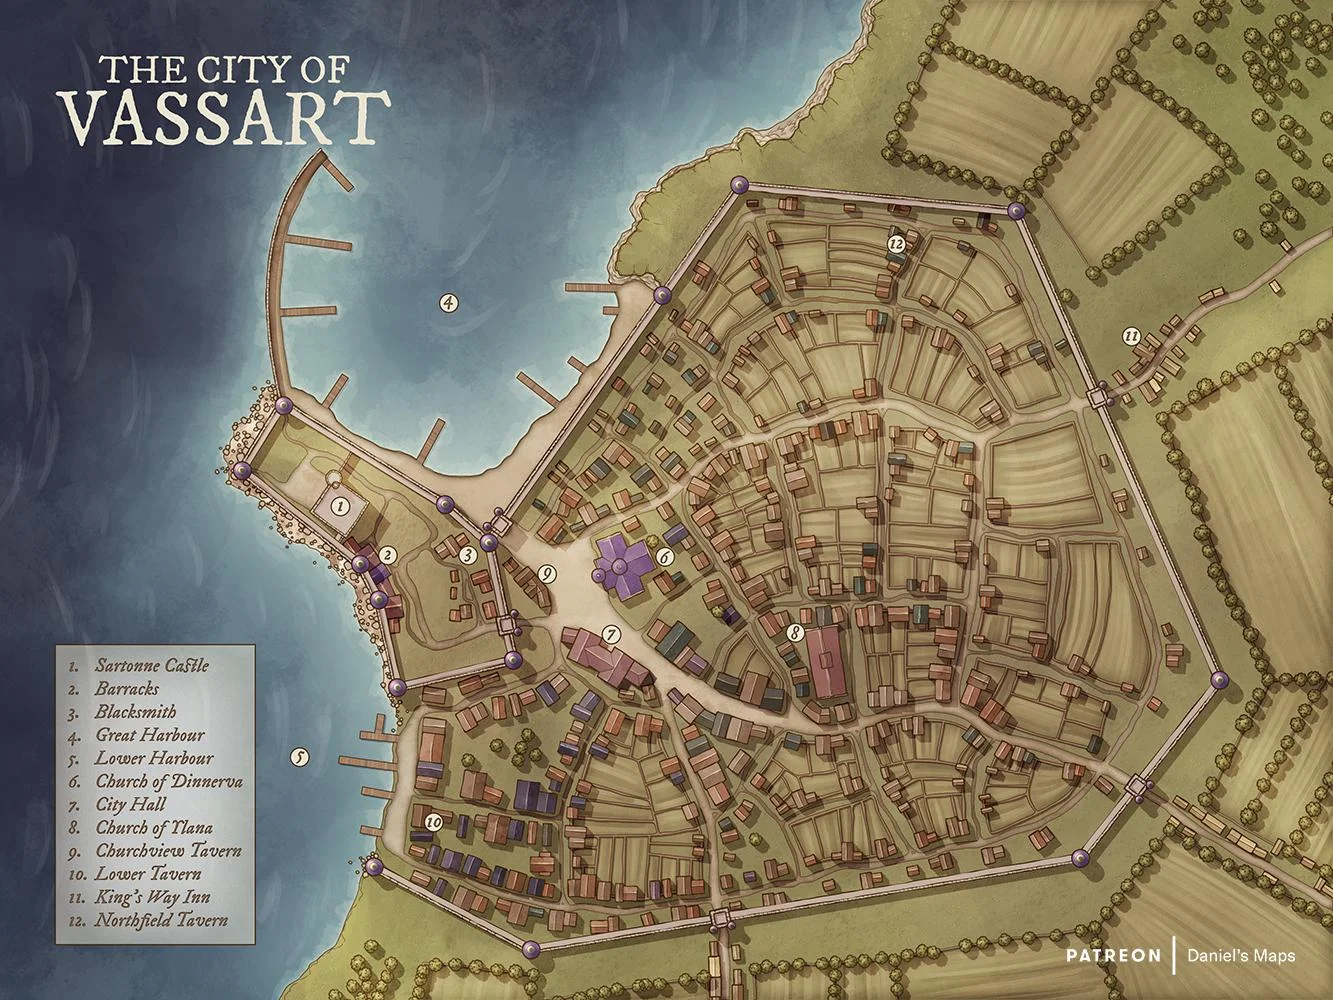 THE CITY OF
VASSART
12
4
11
1
2
3
9
6
7
8
5
10
1. Sartonne Castle
2. Barracks
3. Blacksmith
4. Great Harbour
5. Lower Harbour
6. Church of Dinnerva
7. City Hall
8. Church of Ylana
9. Churchview Tavern
10. Lower Tavern
11. King's Way Inn
12. Northfield Tavern
PATREON | Daniel's Maps